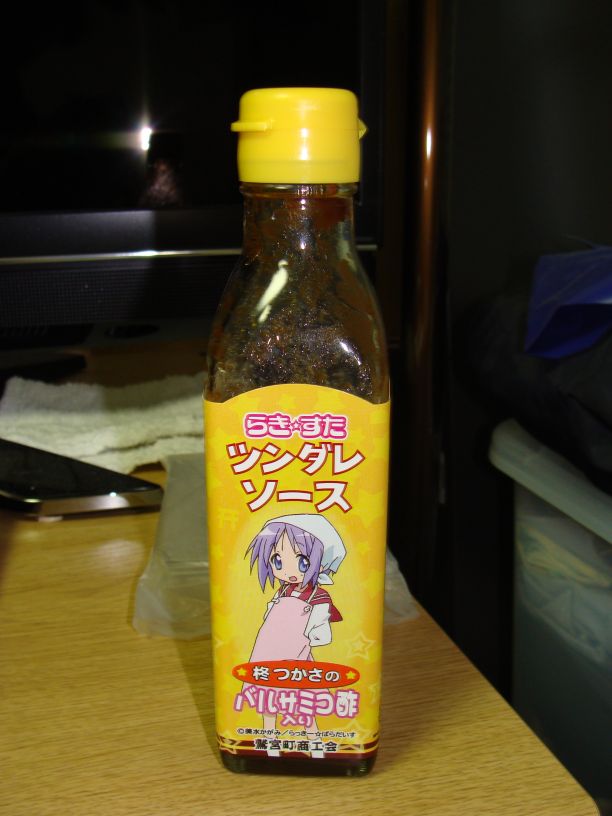 らき☆すた
ツンダレ
ソース
柊 つかさの
バルサミコ酢
入り
©美水かがみ／らっきー☆ぱらだいす
鷲宮町商工会